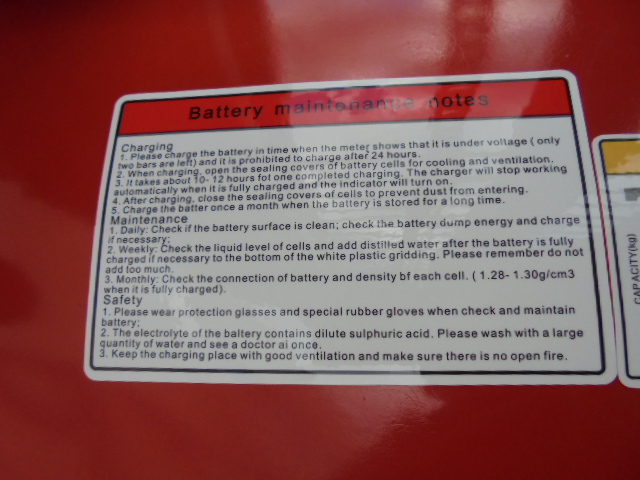 Battery maintenance notes
Charging
1. Please charge the battery in time when the meter shows that it is under voltage ( only
two bars are left) and it is prohibited to charge after 24 hours.
2. When charging, open the sealing covers of battery cells for cooling and ventilation.
3. It takes about 10- 12 hours fot one completed charging. The charger will stop working
automatically when it is fully charged and the indicator will turn on.
4. After charging, close the sealing covers of cells to prevent dust from entering.
5. Charge the batter once a month when the battery is stored for a long time.
Maintenance
1. Daily: Check if the battery surface is clean; check the battery dump energy and charge
if necessary;
2. Weekly: Check the liquid level of cells and add distilled water after the battery is fully
charged if necessary to the bottom of the white plastic gridding. Please remember do not
add too much.
3. Monthly: Check the connection of battery and density bf each cell. ( 1.28- 1.30g/cm3
when it is fully charged).
Safety
1. Please wear protection glasses and special rubber gloves when check and maintain
battery;
2. The electrolyte of the baltery contains dilute sulphuric acid. Please wash with a large
quantity of water and see a doctor ai once.
3. Keep the charging place with good ventilation and make sure there is no open fire.
CAPACITY(kg)